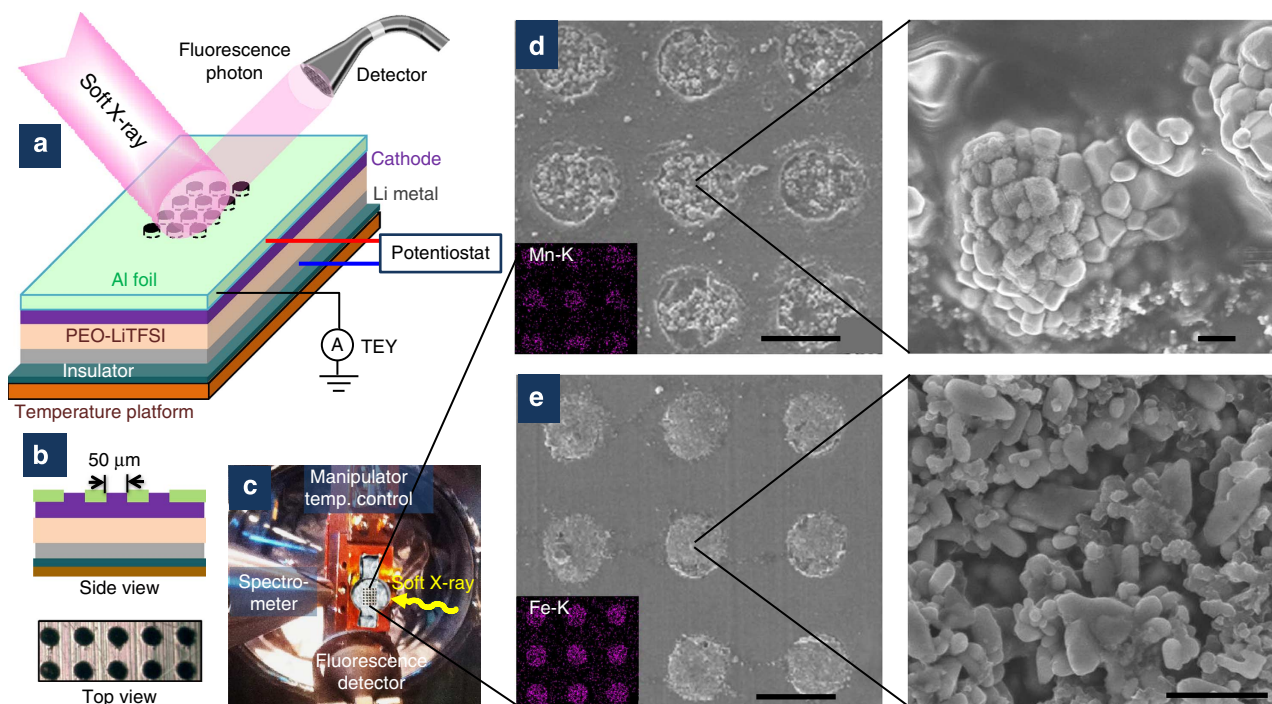 a
Soft X-ray
Fluorescence
photon
Detector
Cathode
Li metal
Potentiostat
Al foil
PEO-LiTFSI
Insulator
Temperature platform
A
TEY
b
50 μm
Side view
Top view
c
Manipulator
temp. control
Spectro-
meter
Soft X-ray
Fluorescence
detector
d
Mn-K
e
Fe-K